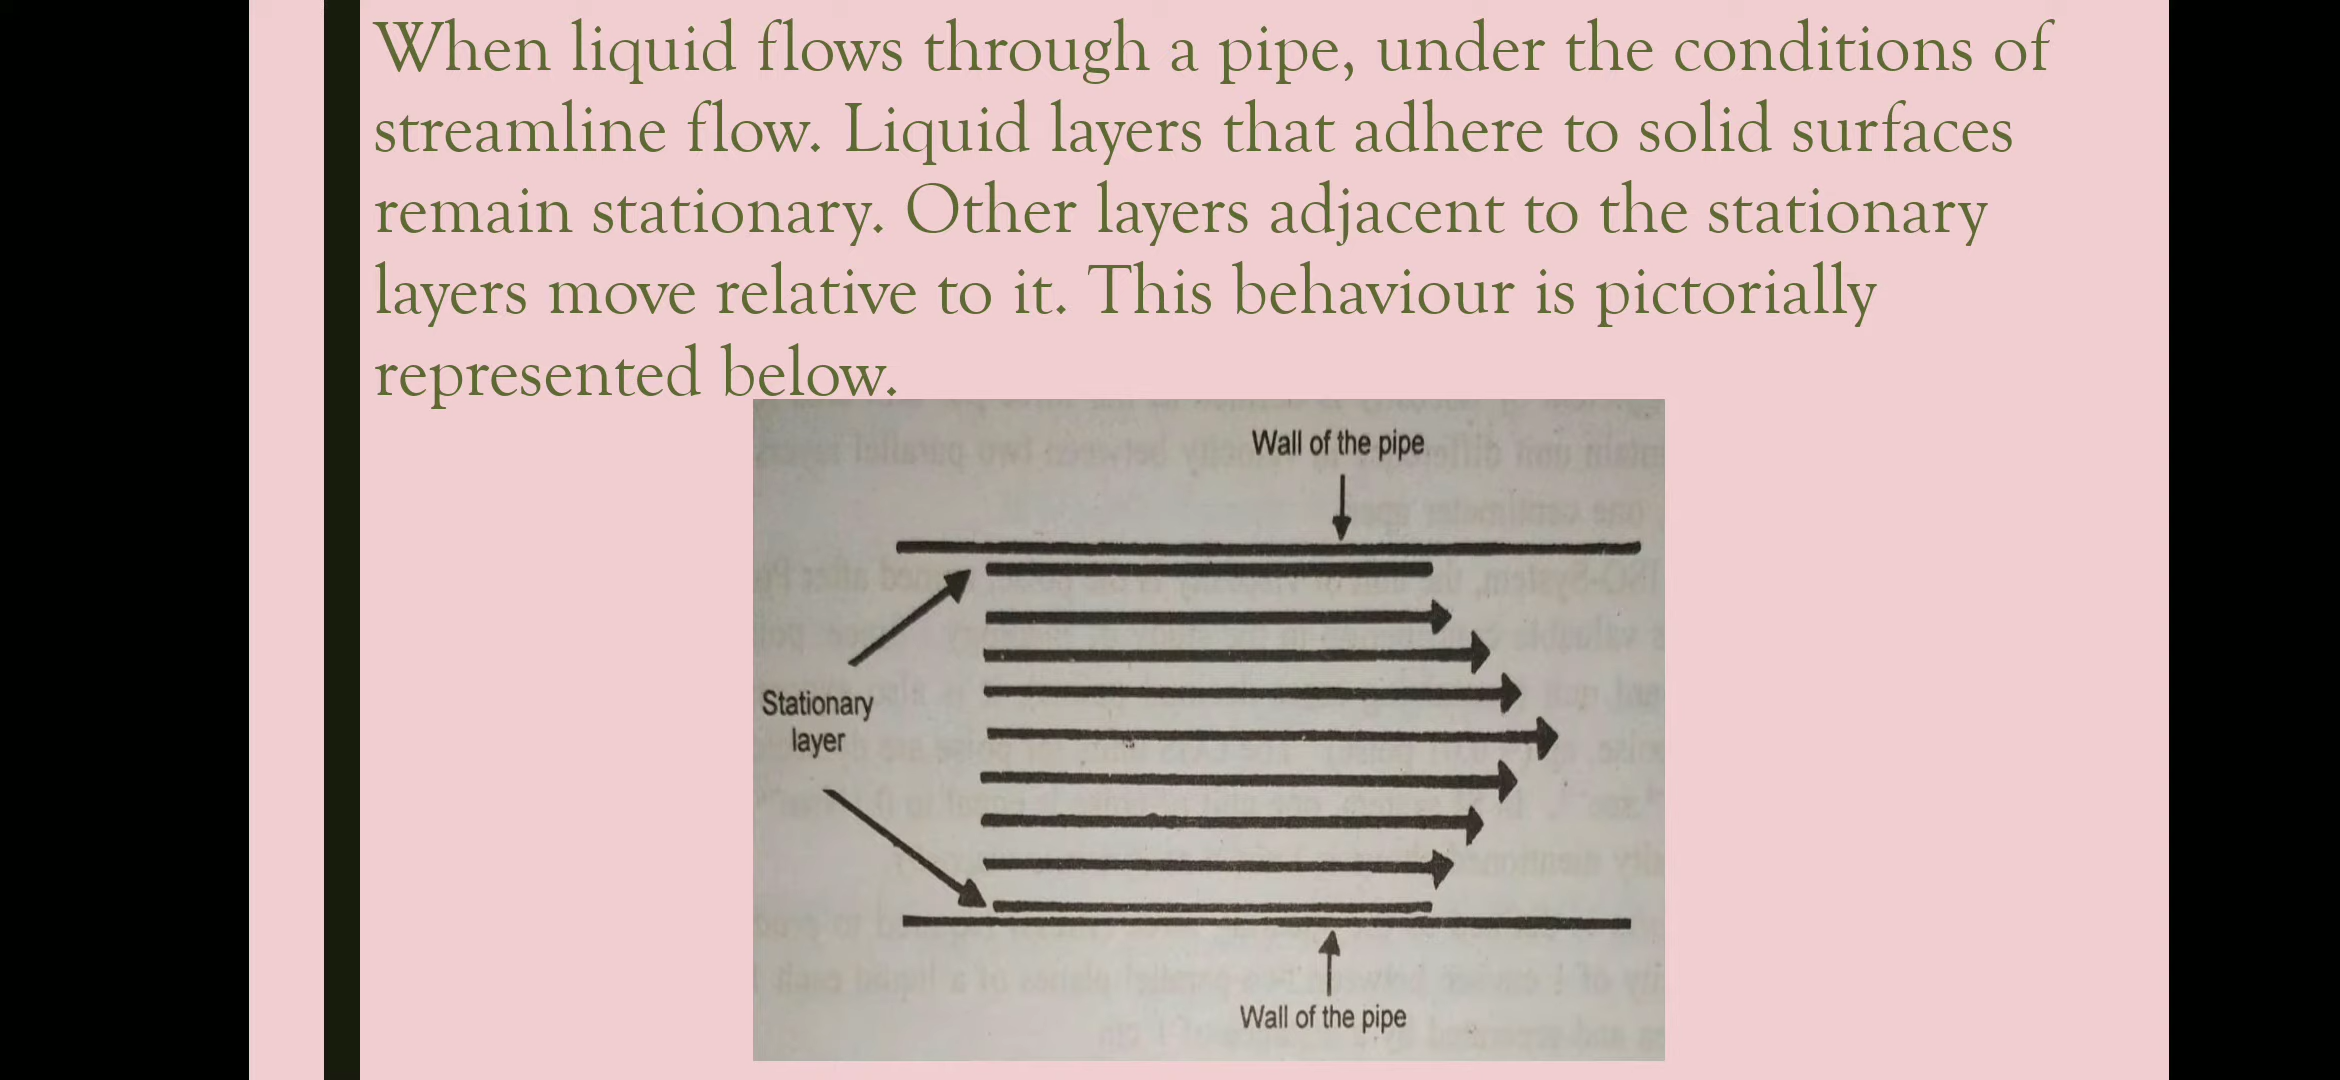 When liquid flows through a pipe, under the conditions of
streamline flow. Liquid layers that adhere to solid surfaces
remain stationary. Other layers adjacent to the stationary
layers move relative to it. This behaviour is pictorially
represented below.
Wall of the pipe
Stationary
layer
Wall of the pipe